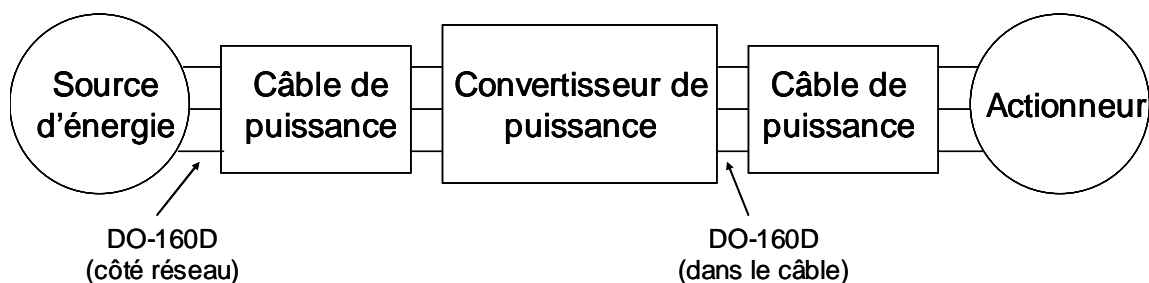 Source
d'énergie
Câble de
puissance
Convertisseur de
puissance
Câble de
puissance
Actionneur
DO-160D
(côté réseau)
DO-160D
(dans le câble)